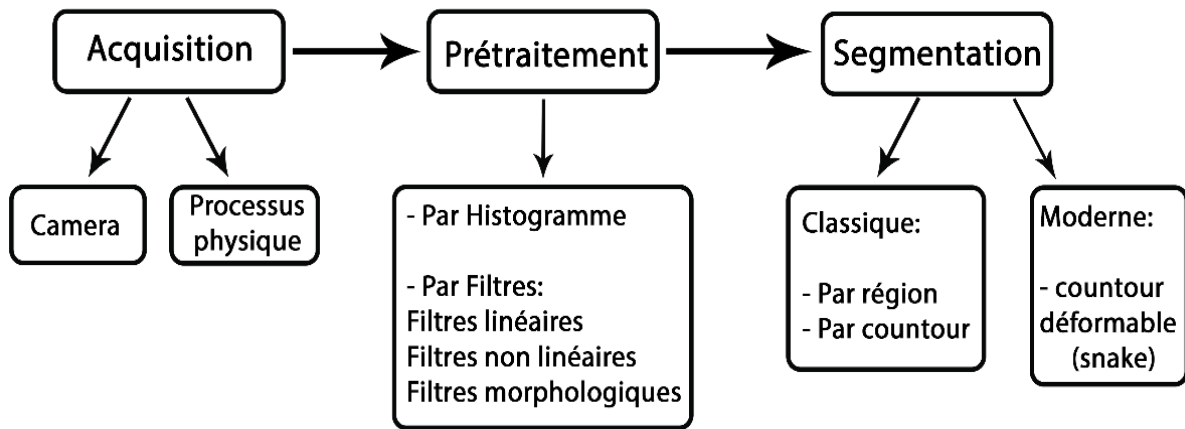 Acquisition
Prétraitement
Segmentation
Camera
Processus
physique
- Par Histogramme
- Par Filtres:
Filtres linéaires
Filtres non linéaires
Filtres morphologiques
Classique:
- Par région
- Par countour
Moderne:
- countour
déformable
(snake)